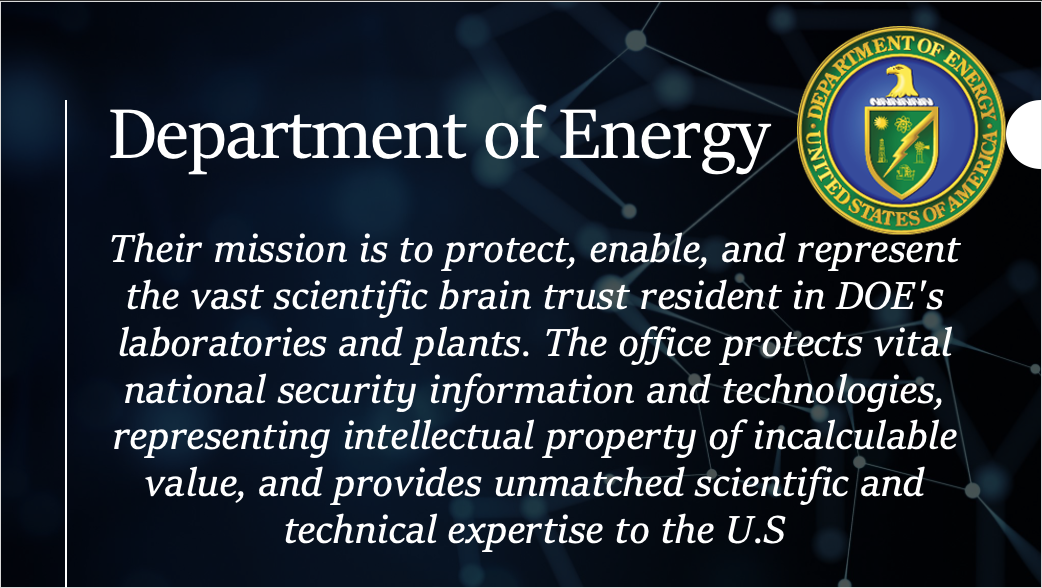 Department of Energy
DEPARTMENT OF ENERGY
UNITED STATES OF AMERICA
Their mission is to protect, enable, and represent
the vast scientific brain trust resident in DOE's
laboratories and plants. The office protects vital
national security information and technologies,
representing intellectual property of incalculable
value, and provides unmatched scientific and
technical expertise to the U.S